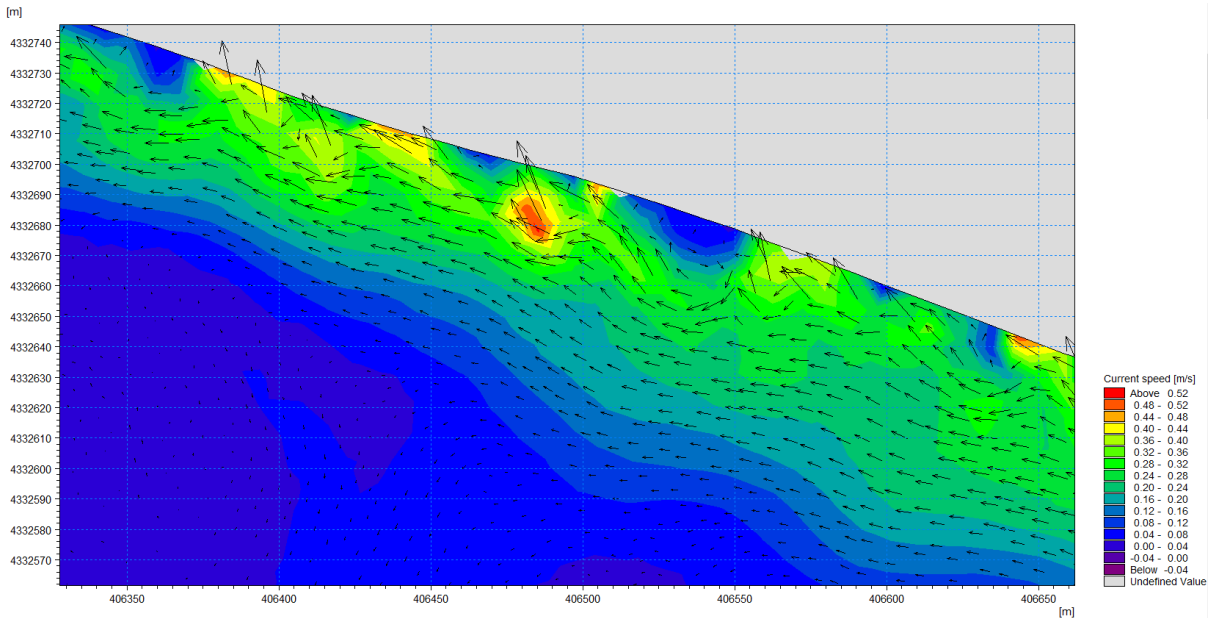 [m]
4332740
4332730
4332720
4332710
4332700
4332690
4332680
4332670
4332660
4332650
4332640
4332630
4332620
4332610
4332600
4332590
4332580
4332570
406350 406400 406450 406500 406550 406600 406650
[m]
Current speed [m/s]
Above 0.52
0.48 - 0.52
0.44 - 0.48
0.40 - 0.44
0.36 - 0.40
0.32 - 0.36
0.28 - 0.32
0.24 - 0.28
0.20 - 0.24
0.16 - 0.20
0.12 - 0.16
0.08 - 0.12
0.04 - 0.08
0.00 - 0.04
-0.04 - 0.00
Below -0.04
Undefined Value